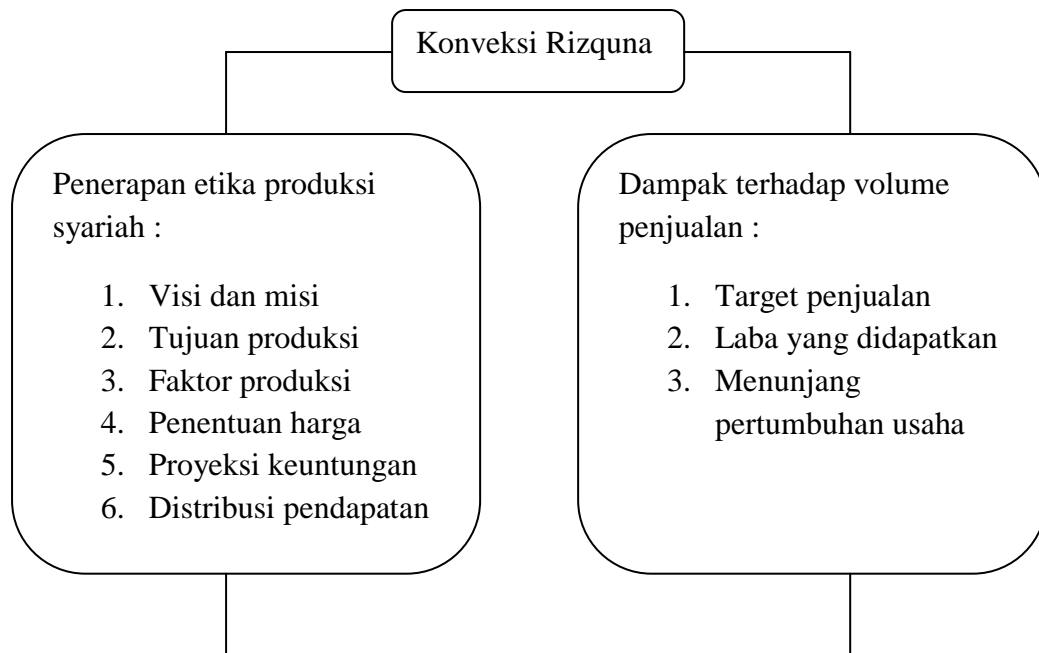 Konveksi Rizquna
Penerapan etika produksi
syariah :
1. Visi dan misi
2. Tujuan produksi
3. Faktor produksi
4. Penentuan harga
5. Proyeksi keuntungan
6. Distribusi pendapatan
Dampak terhadap volume
penjualan :
1. Target penjualan
2. Laba yang didapatkan
3. Menunjang
pertumbuhan usaha